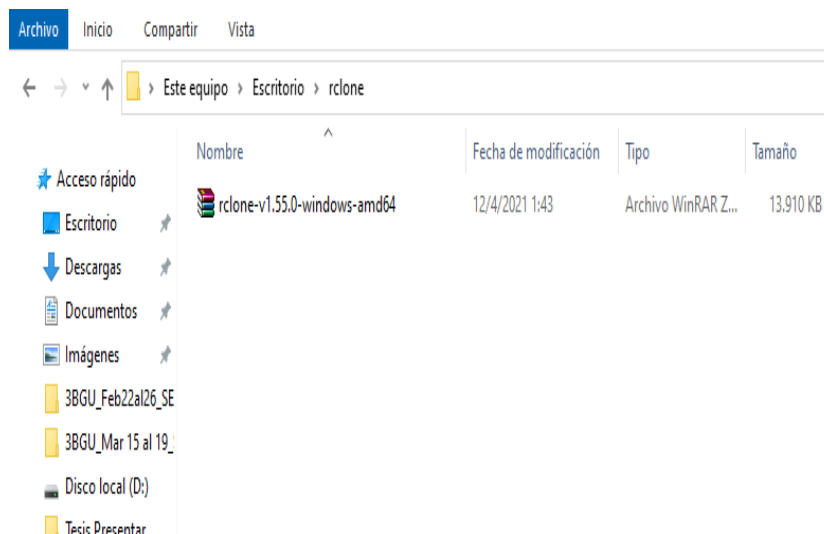 Archivo Inicio Compartir Vista
Este equipo > Escritorio > rclone
Nombre Fecha de modificación Tipo Tamaño
rclone-v1.55.0-windows-amd64 12/4/2021 1:43 Archivo WinRAR Z... 13.910 KB
Acceso rápido
Escritorio
Descargas
Documentos
Imágenes
3BGU_Feb22al26_SE
3BGU_Mar 15 al 19_
Disco local (D:)
Tesis Presentar